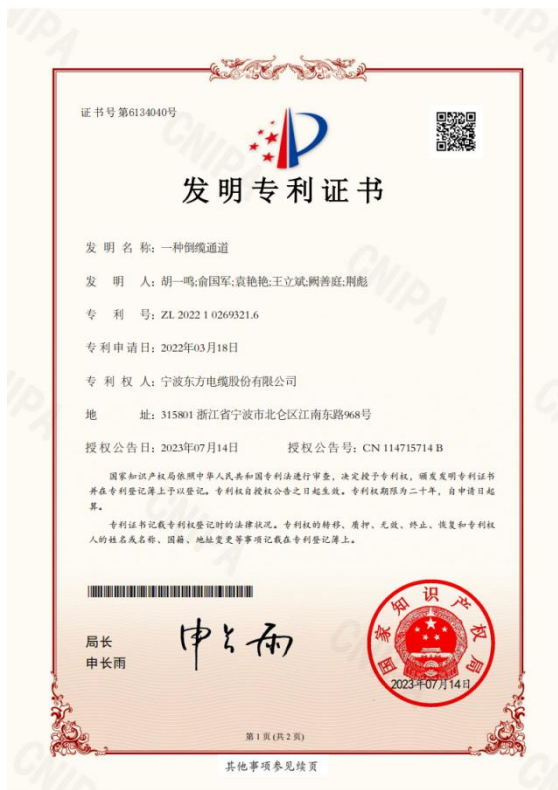 证书号第6134040号
发明专利证书
发 明 名 称：一种倒缆通道
发 明 人：胡一鸣;俞国军;袁艳艳;王立斌;阙善庭;荆彪
专 利 号：ZL 2022 1 0269321.6
专利申请日：2022年03月18日
专 利 权 人：宁波东方电缆股份有限公司
地 址：315801 浙江省宁波市北仑区江南东路968号
授权公告日：2023年07月14日 授权公告号：CN 114715714 B
国家知识产权局依照中华人民共和国专利法进行审查，决定授予专利权，颁发发明专利证书
并在专利登记簿上予以登记。专利权自授权公告之日起生效。专利权期限为二十年，自申请日起
算。
专利证书记载专利权登记时的法律状况。专利权的转移、质押、无效、终止、恢复和专利权
人的姓名或名称、国籍、地址变更等事项记载在专利登记簿上。
局长
申长雨
申长雨
国家知识产权局
2023年07月14日
第 1 页 (共 2 页)
其他事项参见续页
CNIPA